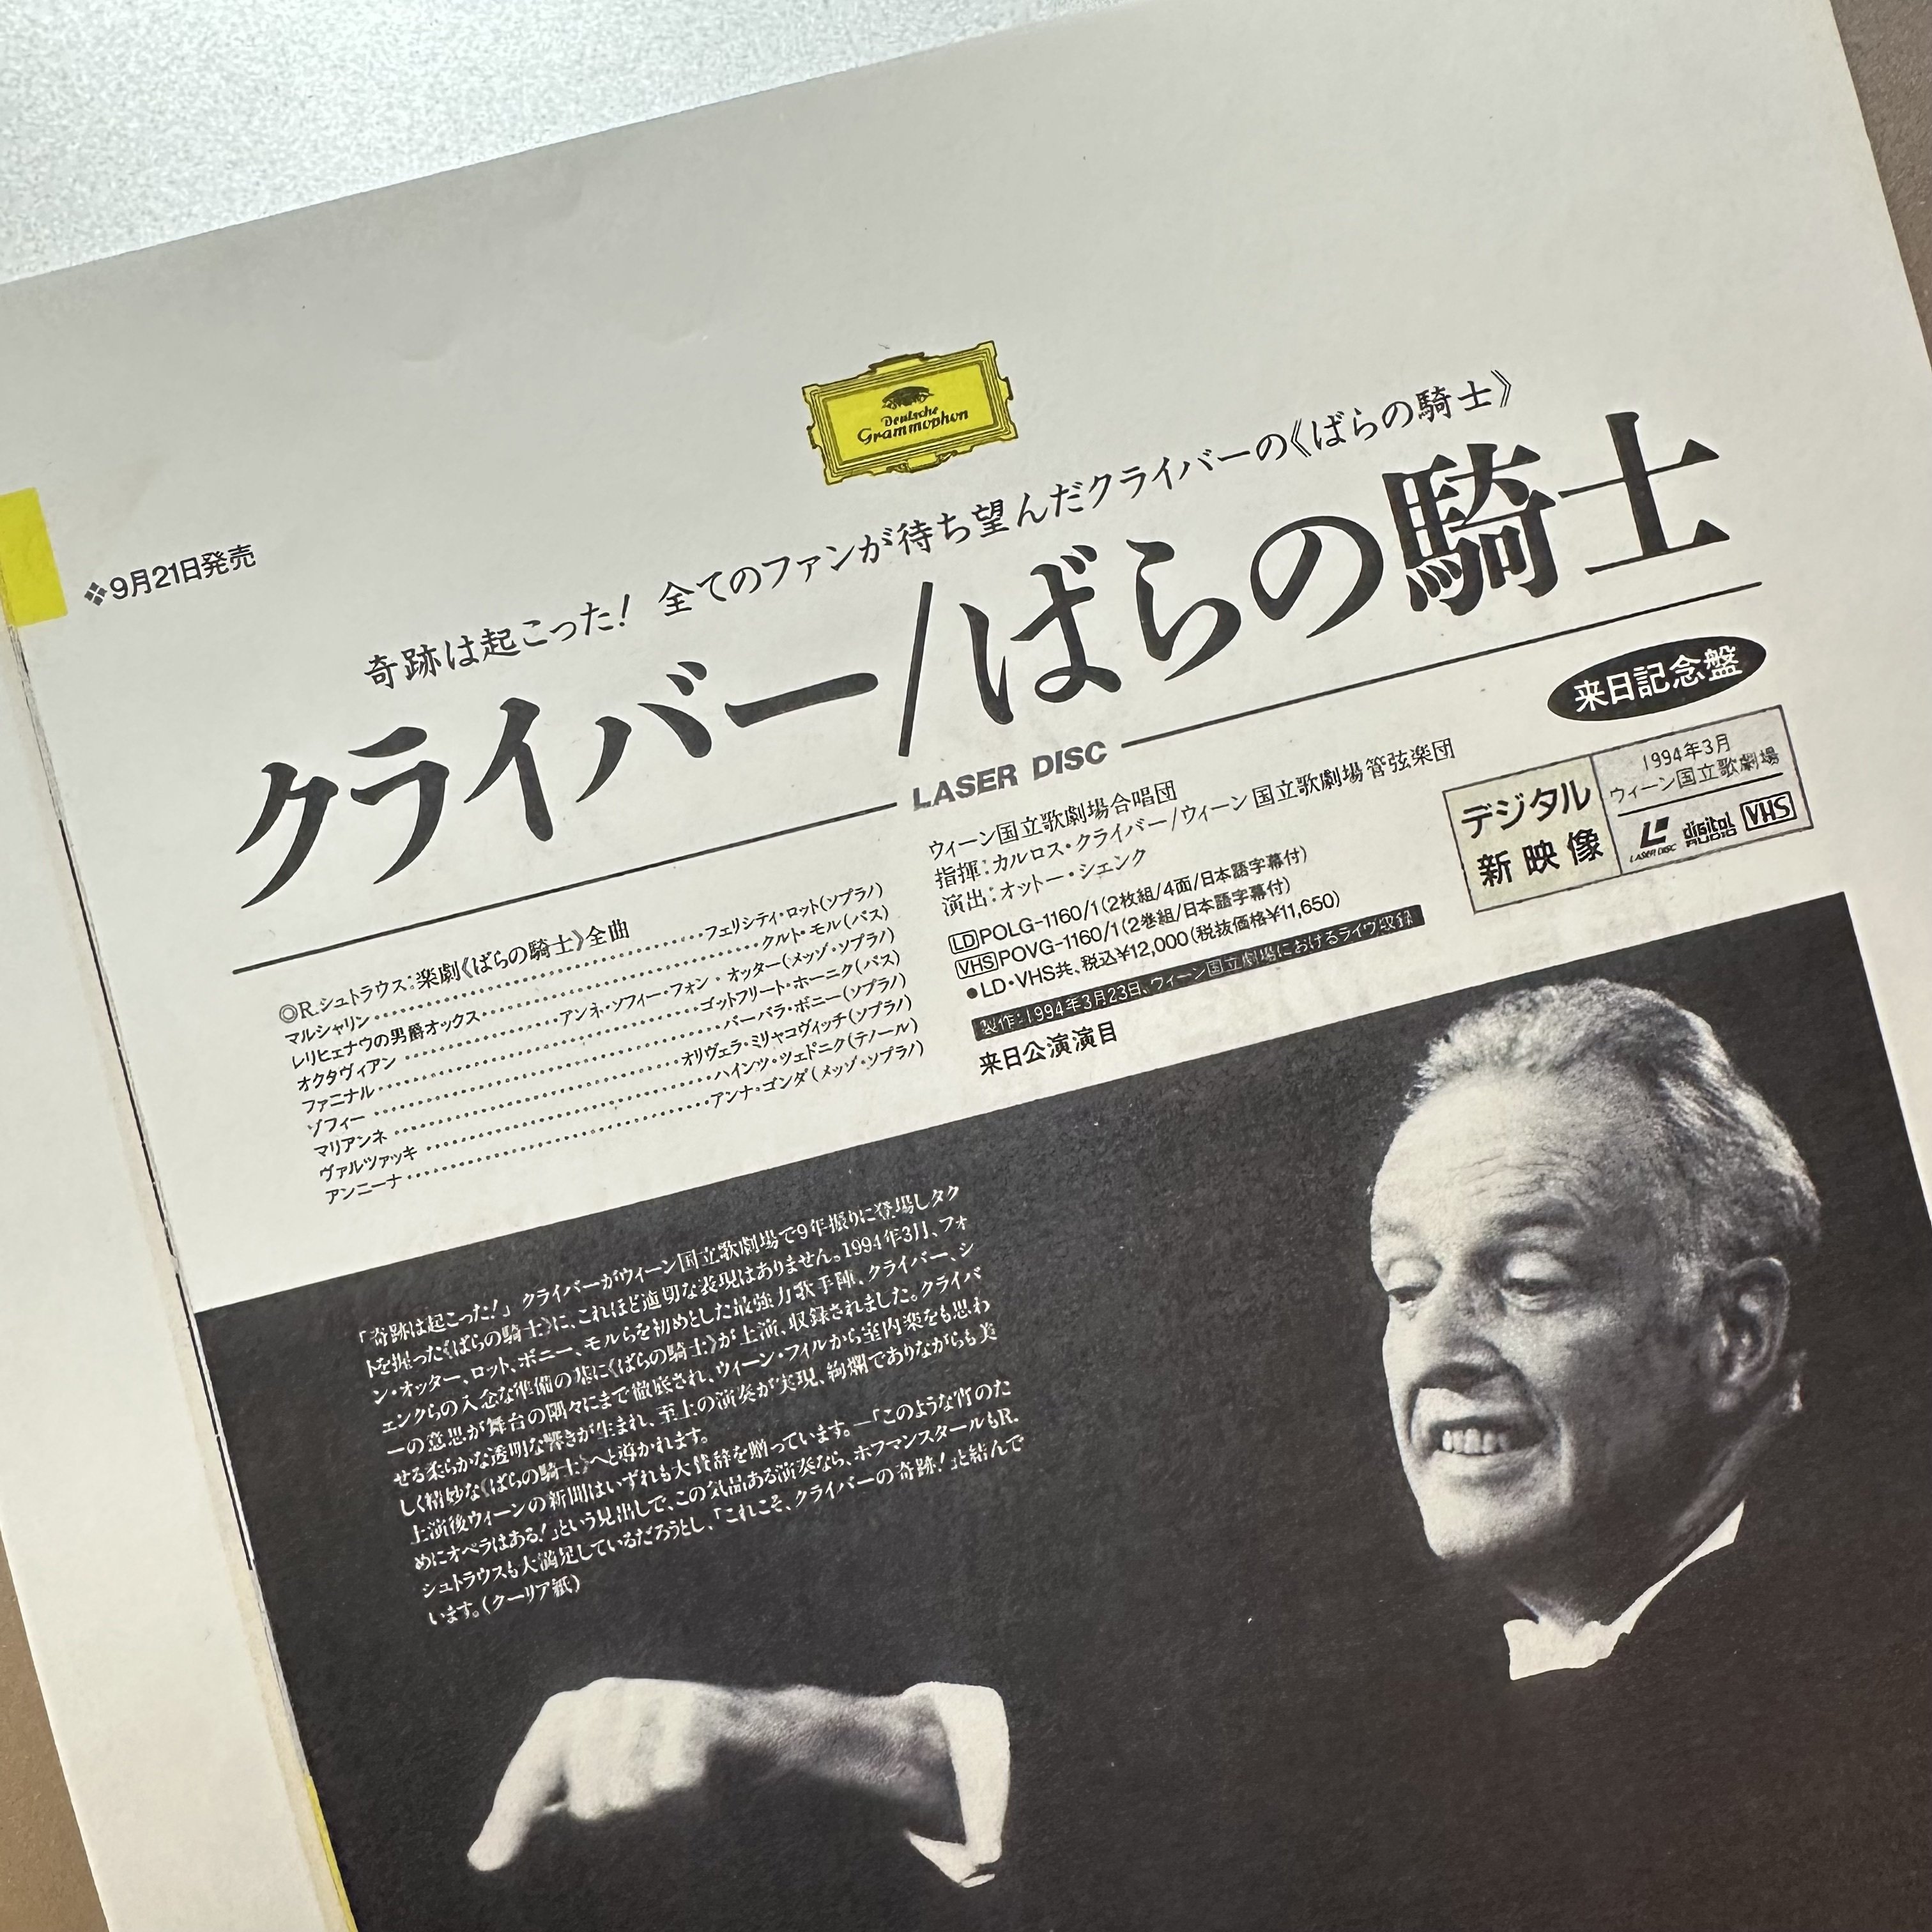 Deutsche
Grammophon
❖9月21日発売
奇跡は起こった! 全てのファンが待ち望んだクライバーの《ばらの騎士》
クライバー/ばらの騎士
LASER DISC
来日記念盤
◎R.シュトラウス:楽劇《ばらの騎士》全曲
マルシャリン……フェリシティ・ロット(ソプラノ)
レリヒェナウの男爵オックス……クルト・モル(バス)
オクタヴィアン……アンネ・ソフィー・フォン・オッター(メッゾ・ソプラノ)
ファニナル……ゴットフリート・ホーニク(バス)
ゾフィー……バーバラ・ボニー(ソプラノ)
マリアンネ……オリヴェラ・ミリャコヴィッチ(ソプラノ)
ヴァルツァッキ……ハインツ・ツェドニク(テノール)
アンニーナ……アンナ・ゴンダ(メッゾ・ソプラノ)
ウィーン国立歌劇場合唱団
指揮:カルロス・クライバー/ウィーン国立歌劇場管弦楽団
演出:オットー・シェンク
LD POLG-1160/1(2枚組/4面/日本語字幕付)
VHS POVG-1160/1(2巻組/日本語字幕付)
●LD・VHS共、税込¥12,000(税抜価格¥11,650)
製作:1994年3月23日、ウィーン国立劇場におけるライヴ収録
来日公演演目
デジタル
新映像
1994年3月
ウィーン国立歌劇場
LASER DISC digital AUDIO VHS
「奇跡は起こった!」クライバーがウィーン国立歌劇場で9年振りに登場しタク
トを握った《ばらの騎士》に、これほど適切な表現はありません。1994年3月、フォ
ン・オッター、ロット、ボニー、モルらを初めとした最強力歌手陣、クライバー、シ
ェンクらの入念な準備の基に《ばらの騎士》が上演、収録されました。クライバ
ーの意思が舞台の隅々にまで徹底され、ウィーン・フィルから室内楽をも思わ
せる柔らかな透明な響きが生まれ、至上の演奏が実現、絢爛でありながらも美
しく精妙な《ばらの騎士》へと導かれます。
上演後ウィーンの新聞はいずれも大賛辞を贈っています。―「このような宵のた
めにオペラはある!」という見出しで、この気品ある演奏なら、ホフマンスタールもR.
シュトラウスも大満足しているだろうとし、「これこそ、クライバーの奇跡!」と結んで
います。(クーリア紙)